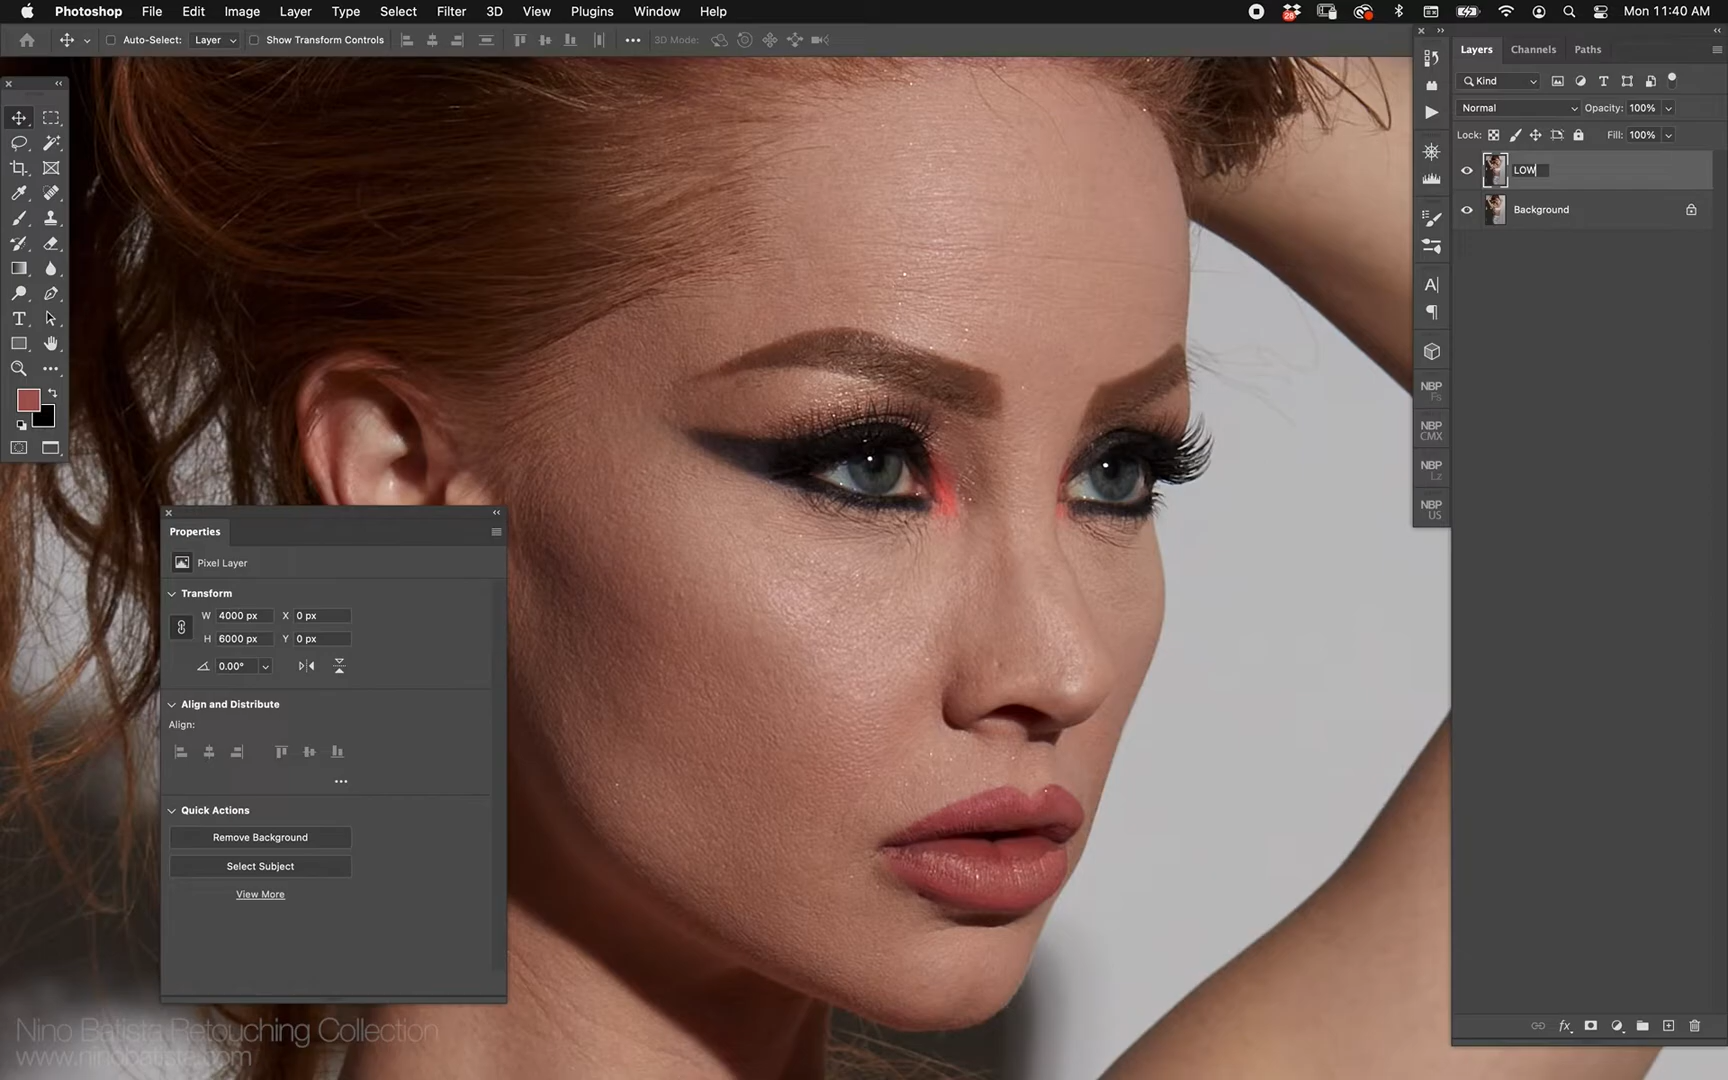 Photoshop File Edit Image Layer Type Select Filter 3D View Plugins Window Help 28 Mon 11:40 AM
Auto-Select: Layer Show Transform Controls 3D Mode:
Layers Channels Paths
Kind
Normal Opacity: 100%
Lock: Fill: 100%
LOW
Background
NBP
Fs
NBP
CMX
NBP
Lz
NBP
US
Properties
Pixel Layer
Transform
W 4000 px X 0 px
H 6000 px Y 0 px
0.00°
Align and Distribute
Align:
Quick Actions
Remove Background
Select Subject
View More
Nino Batista Retouching Collection
www.ninobatista.com